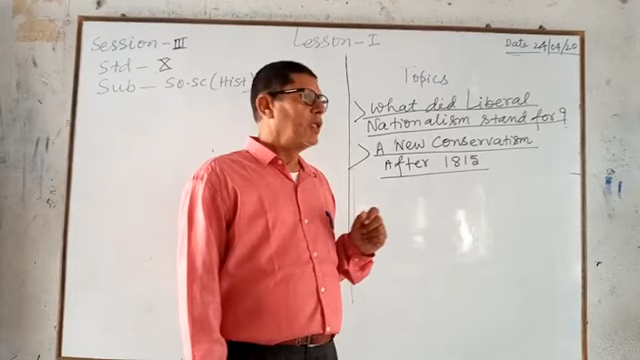 Session - III
Std - X
Sub - So.sc (Hist)
Lesson - I
Date 24/04/20
Topics
What did Liberal
Nationalism stand for?
A New Conservatism
After 1815